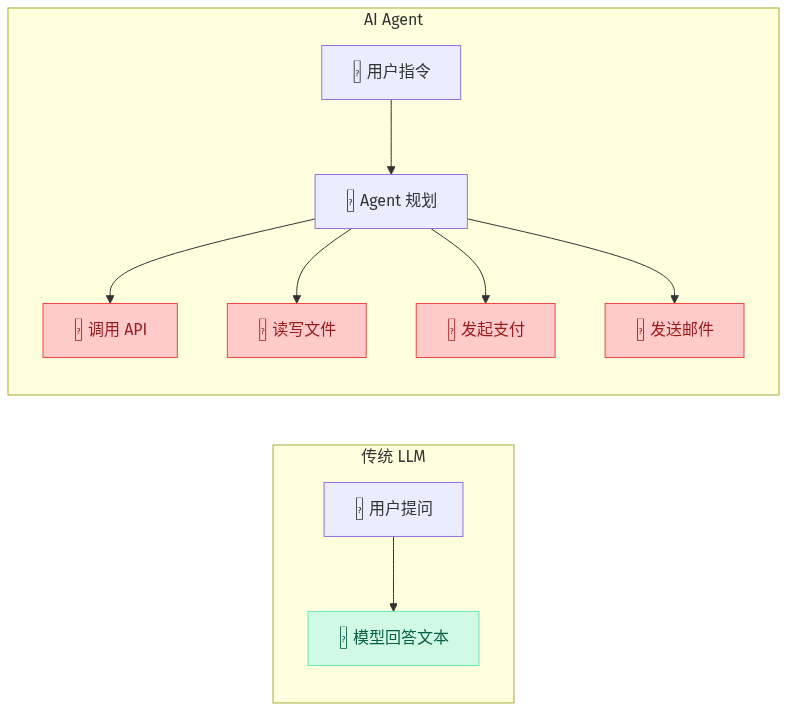 AI Agent
用户指令
Agent 规划
调用 API
读写文件
发起支付
发送邮件
传统 LLM
用户提问
模型回答文本